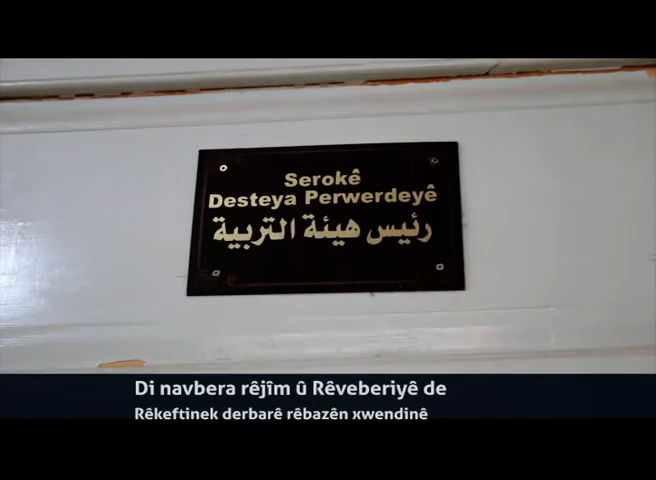 Serokê
Desteya Perwerdeyê
رئيس هيئة التربية
Di navbera rêjîm û Rêveberiyê de
Rêkeftinek derbarê rêbazên xwendinê